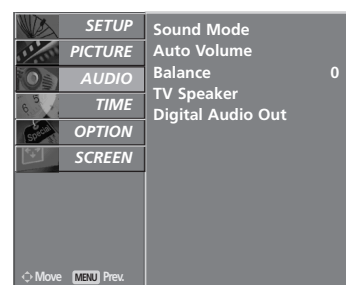 SETUP
PICTURE
AUDIO
TIME
OPTION
SCREEN
Sound Mode
Auto Volume
Balance 0
TV Speaker
Digital Audio Out
Move MENU Prev.